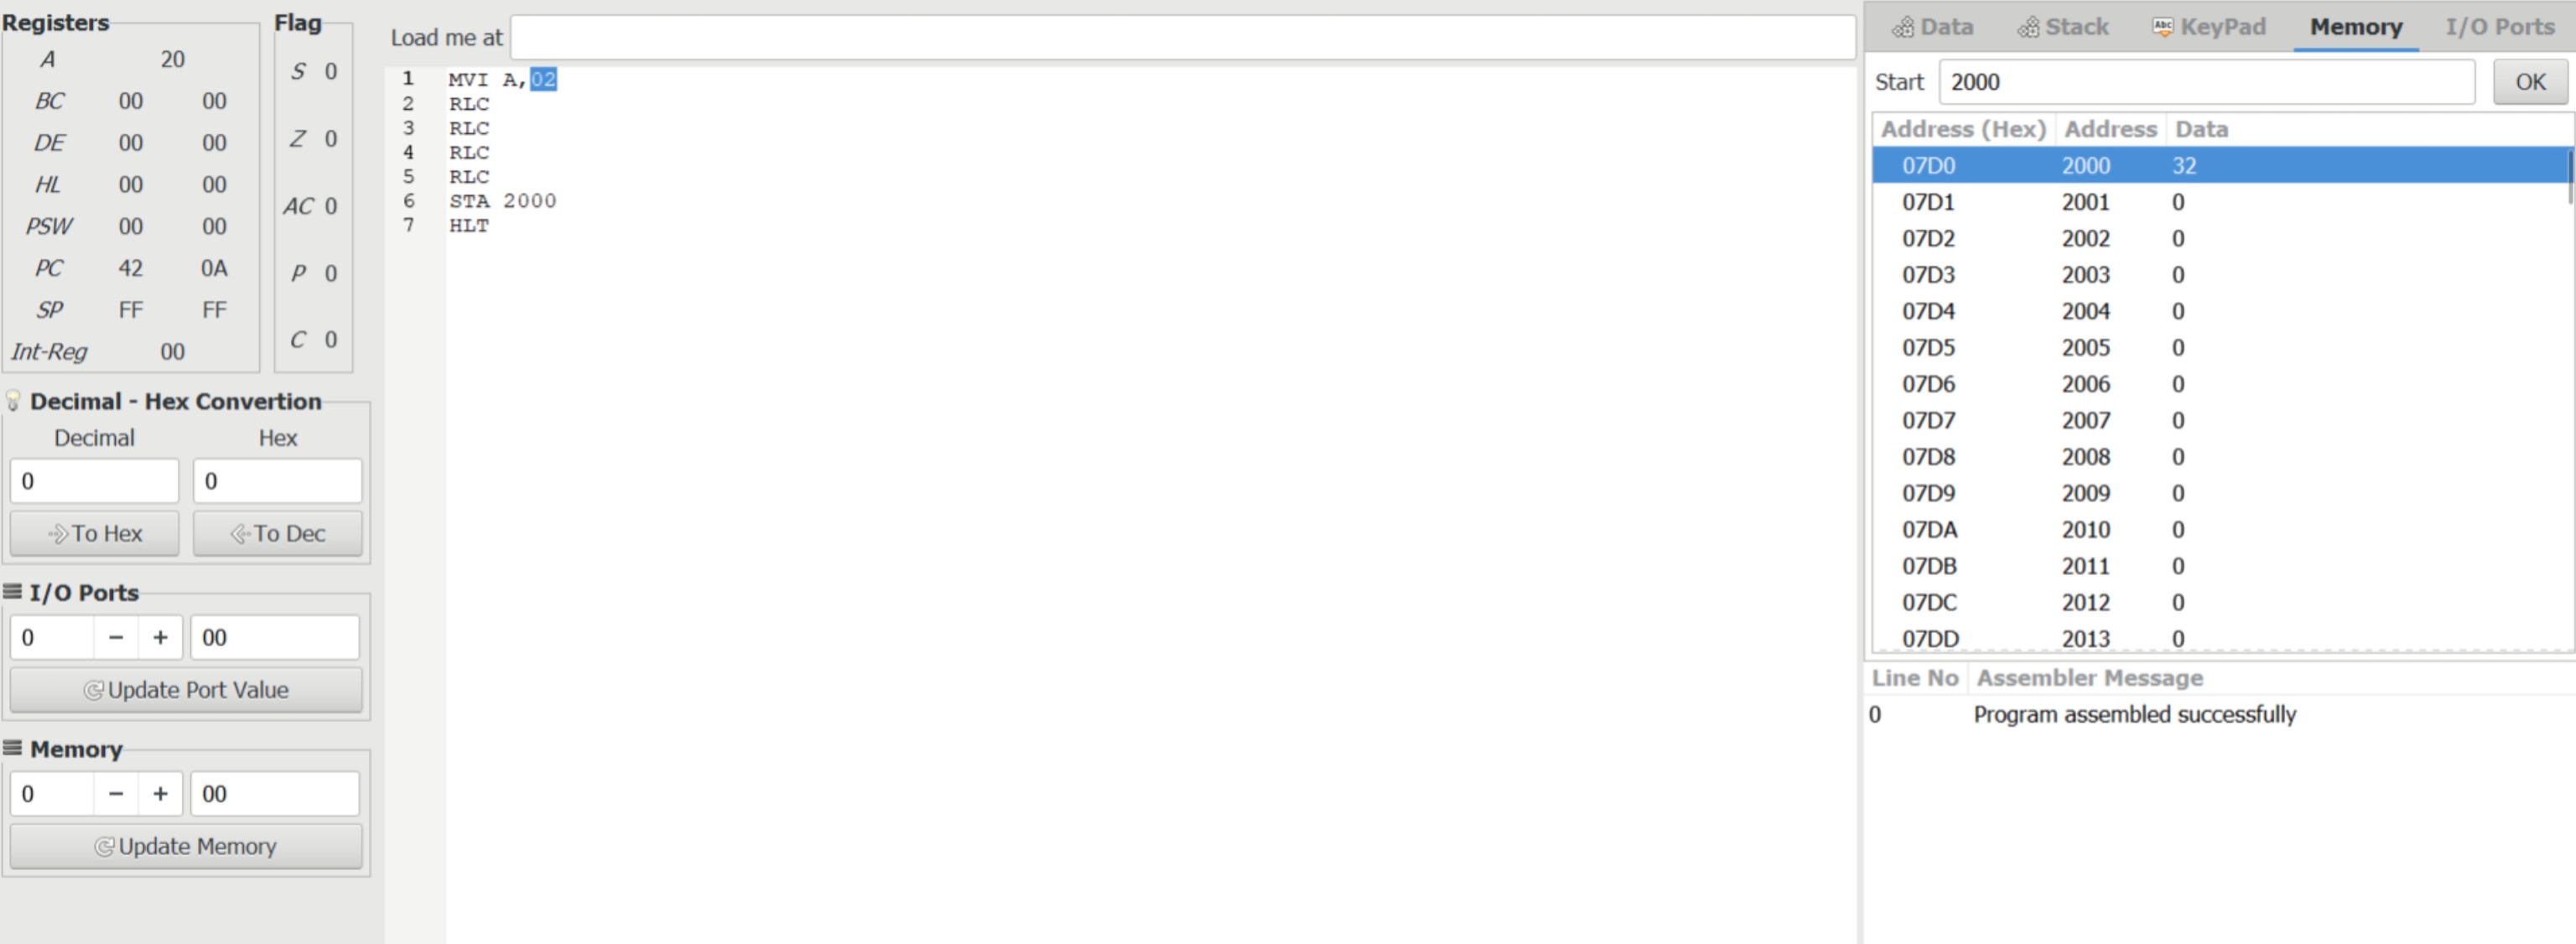 Registers
A 20
BC 00 00
DE 00 00
HL 00 00
PSW 00 00
PC 42 0A
SP FF FF
Int-Reg 00
Flag
S 0
Z 0
AC 0
P 0
C 0
Decimal - Hex Convertion
Decimal Hex
0 0
To Hex To Dec
I/O Ports
0 − + 00
Update Port Value
Memory
0 − + 00
Update Memory
Load me at
1 MVI A,02
2 RLC
3 RLC
4 RLC
5 RLC
6 STA 2000
7 HLT
Data Stack Abc KeyPad Memory I/O Ports
Start 2000 OK
Address (Hex) Address Data
07D0 2000 32
07D1 2001 0
07D2 2002 0
07D3 2003 0
07D4 2004 0
07D5 2005 0
07D6 2006 0
07D7 2007 0
07D8 2008 0
07D9 2009 0
07DA 2010 0
07DB 2011 0
07DC 2012 0
07DD 2013 0
Line No Assembler Message
0 Program assembled successfully